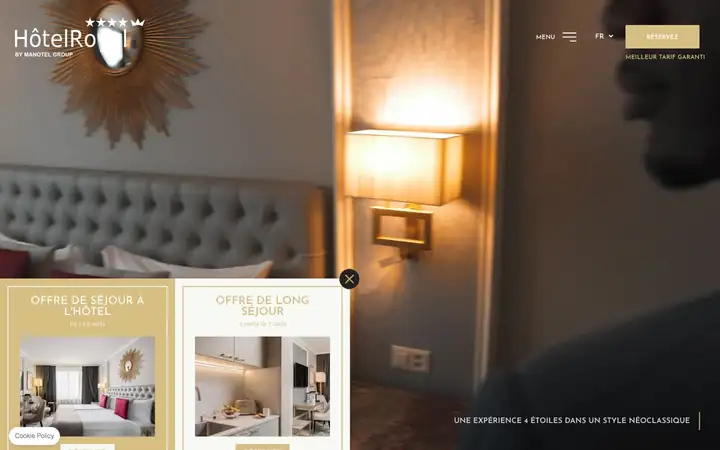 HôtelRoyal
BY MANOTEL GROUP
MENU
FR
RÉSERVEZ
MEILLEUR TARIF GARANTI
OFFRE DE SÉJOUR À
L'HÔTEL
OFFRE DE LONG
SÉJOUR
UNE EXPÉRIENCE 4 ÉTOILES DANS UN STYLE NÉOCLASSIQUE
Cookie Policy